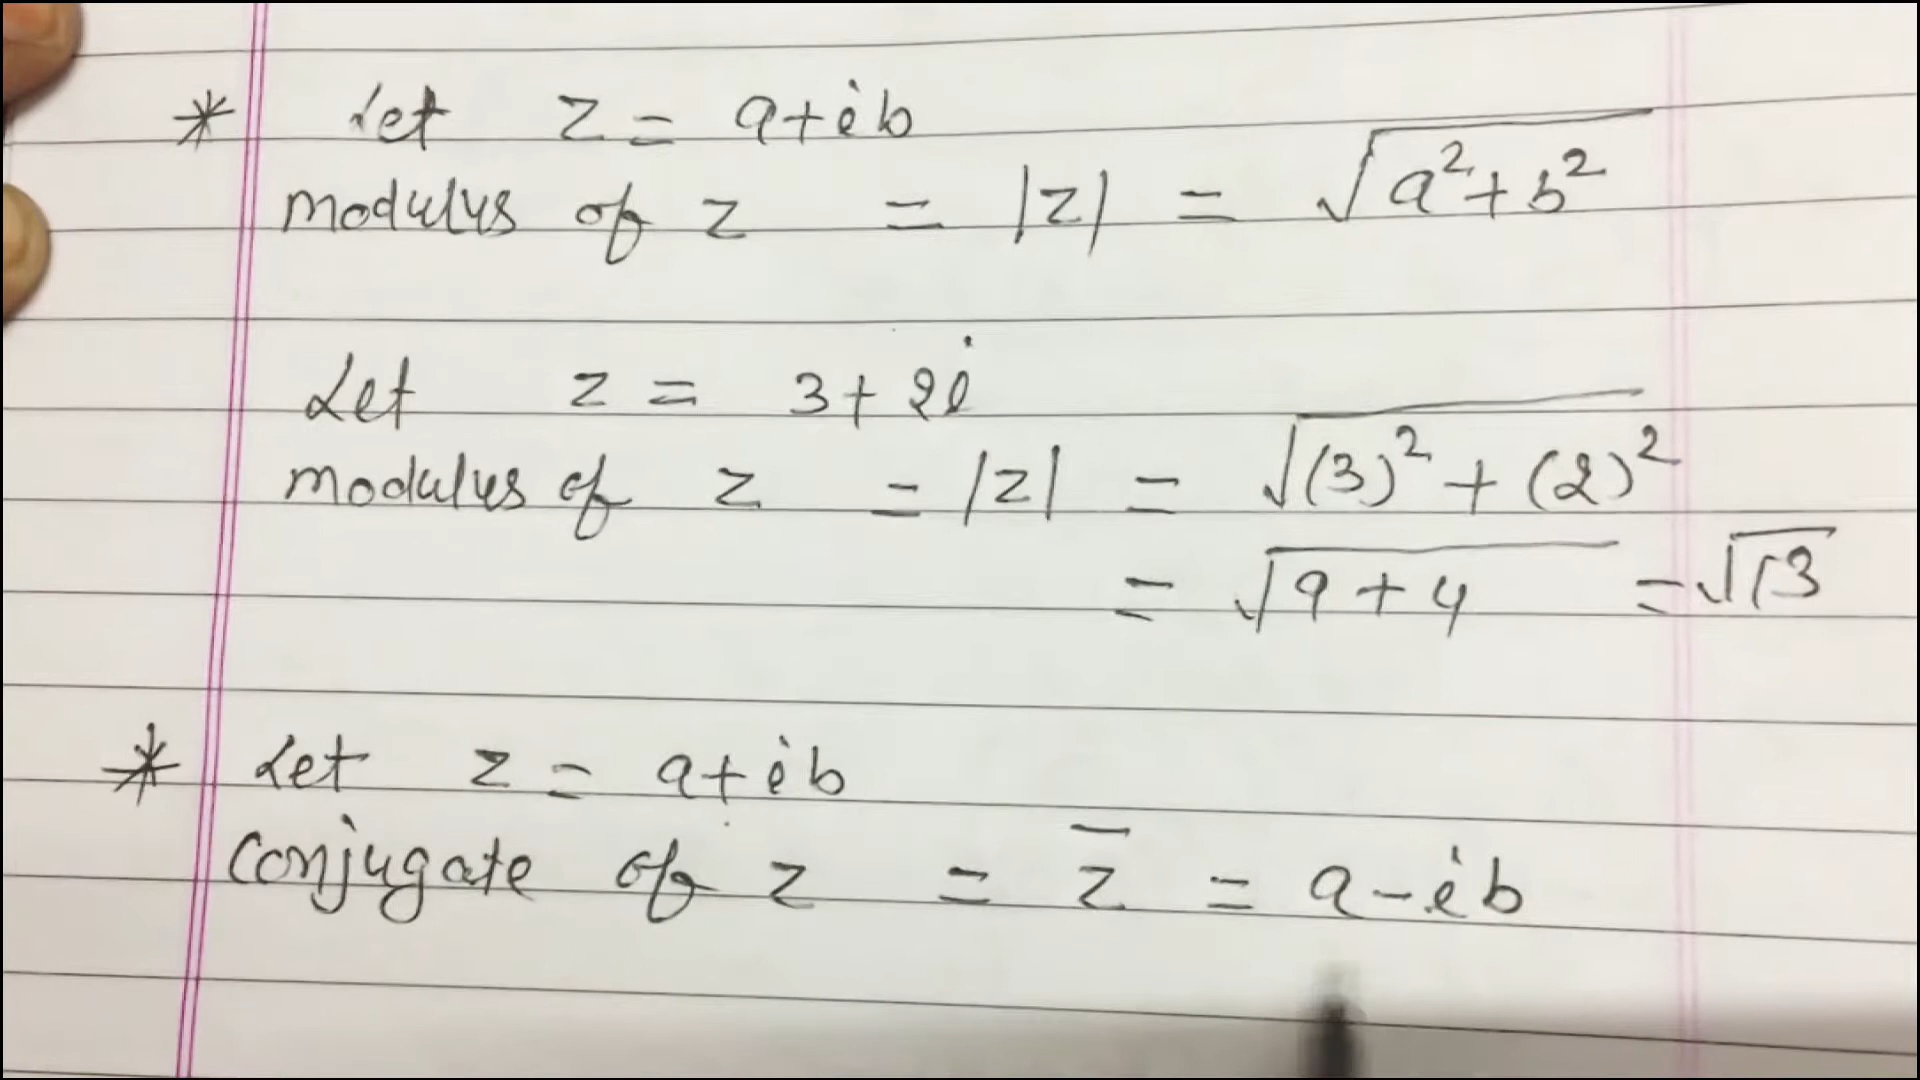 * Let z = a+ib
modulus of z = |z| = √a²+b²
Let z = 3+2i
modulus of z = |z| = √(3)²+(2)²
= √9+4 = √13
* Let z = a+ib
Conjugate of z = z̄ = a-ib